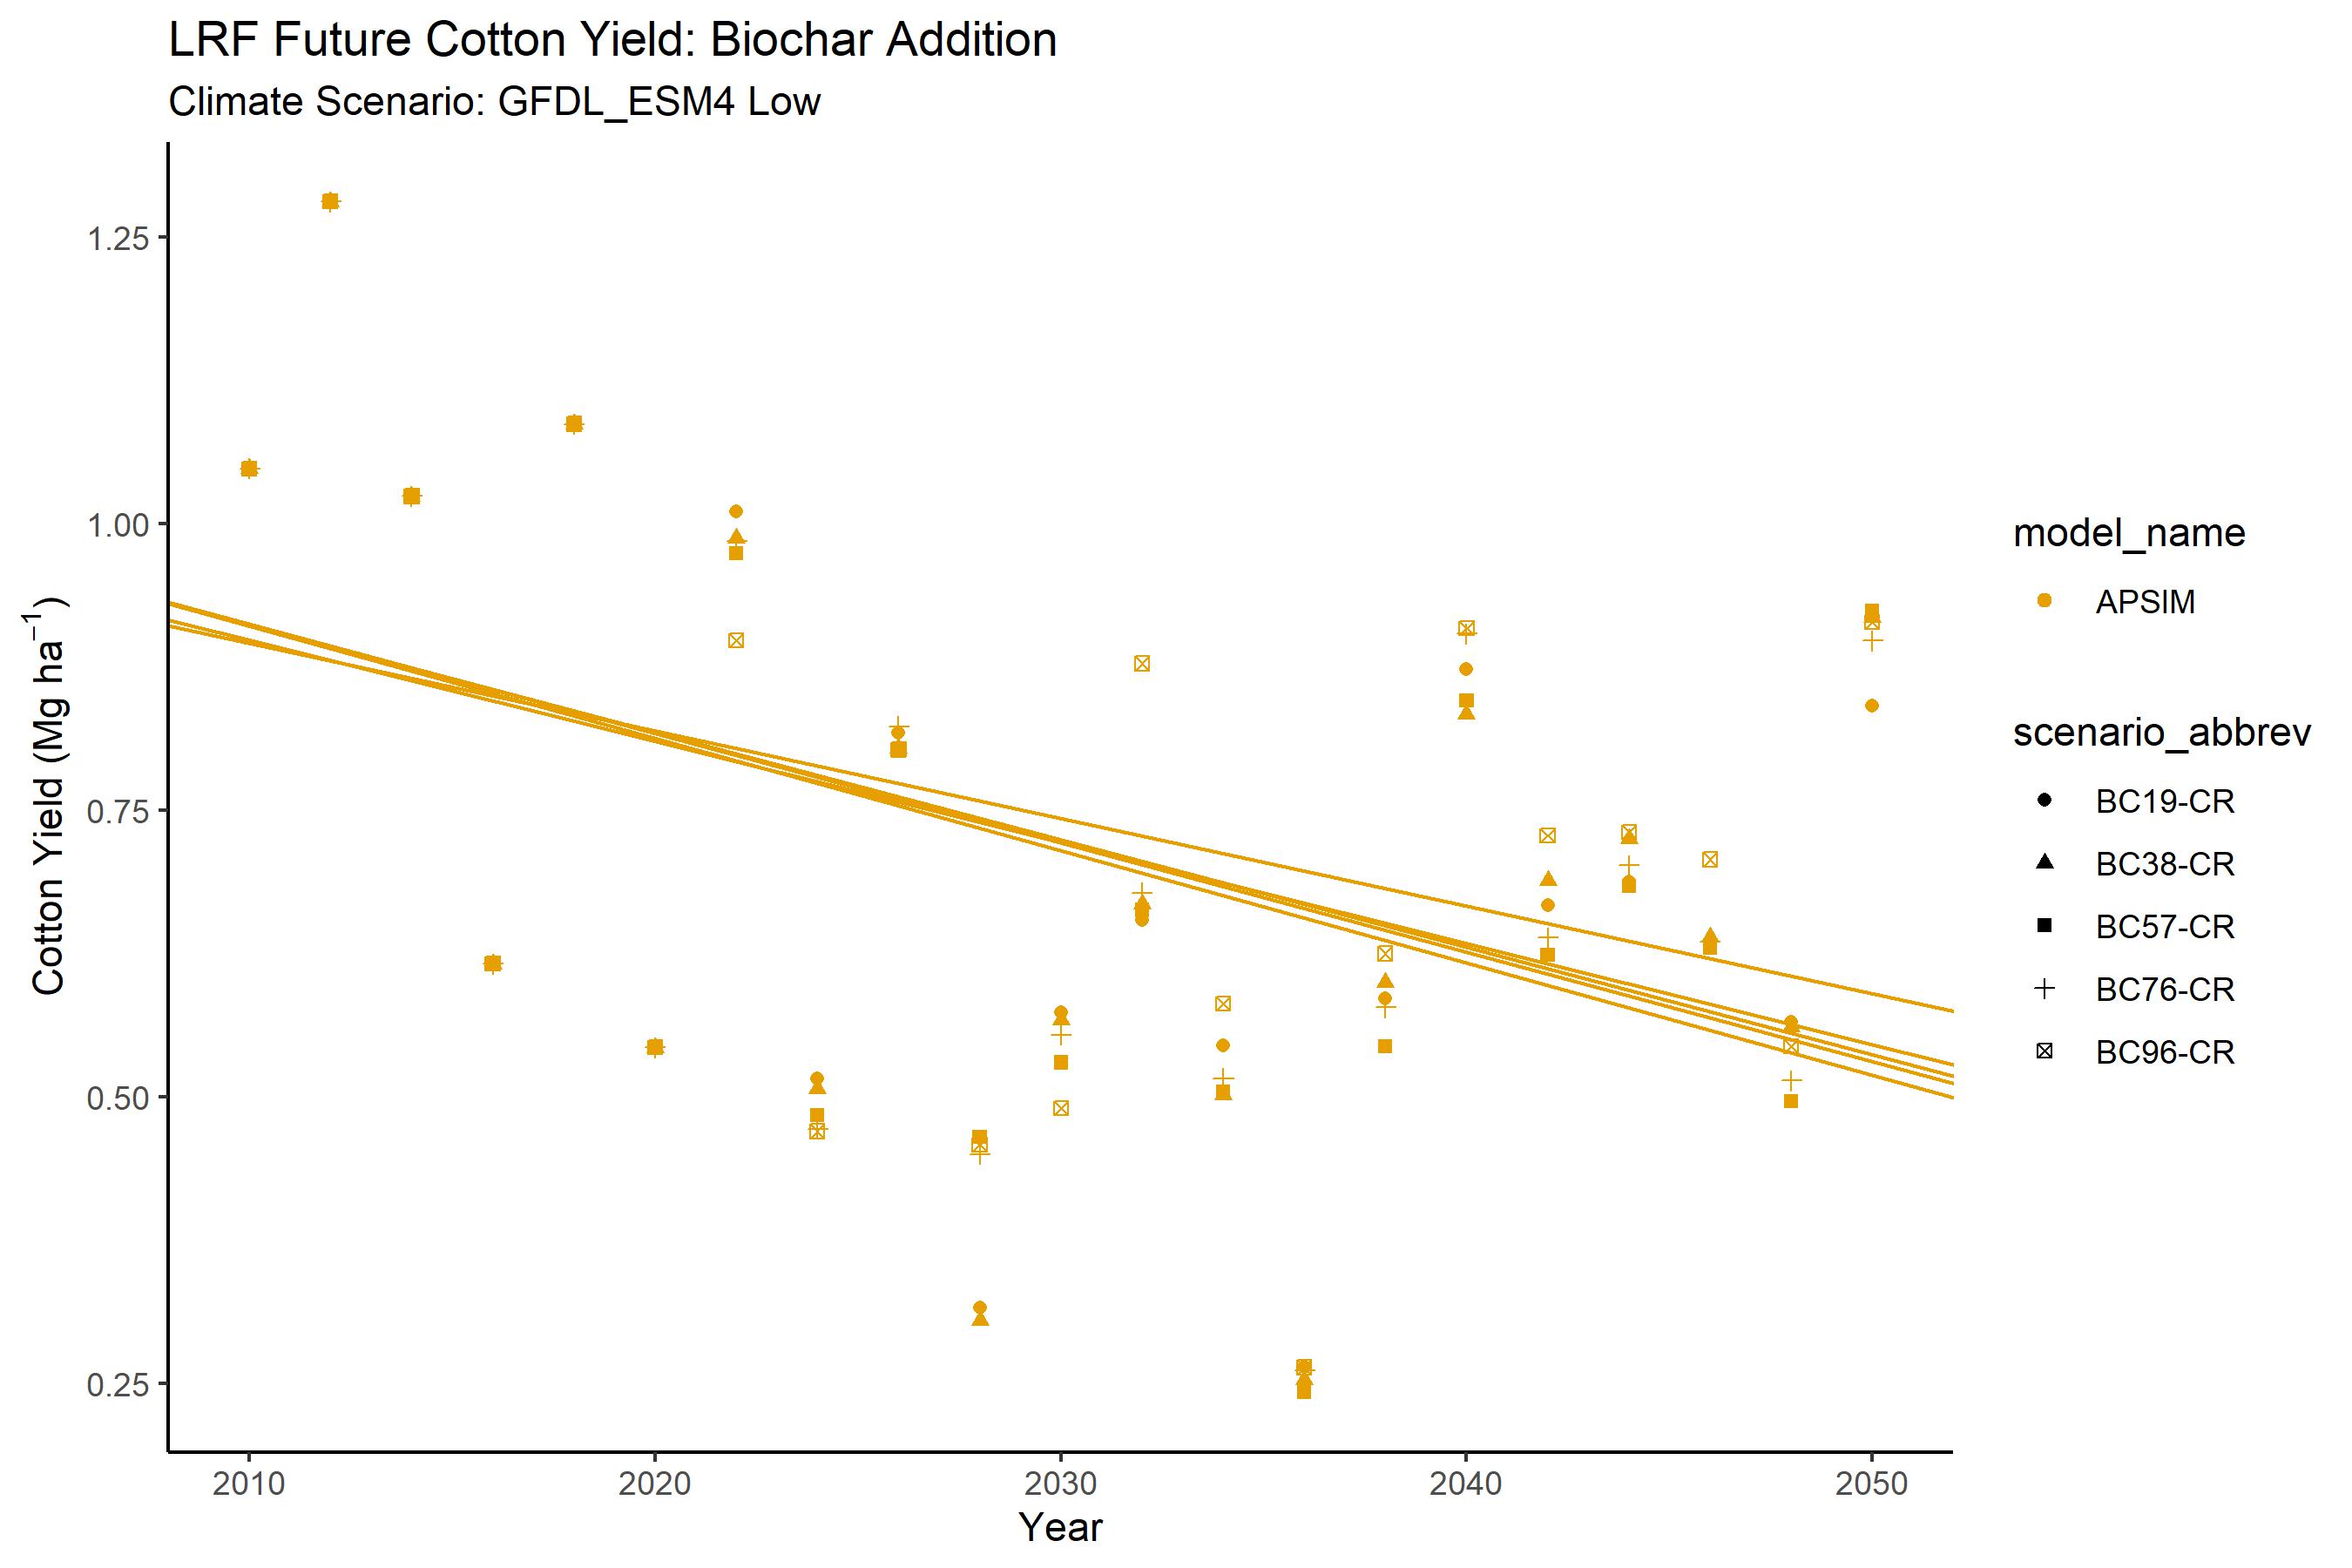 LRF Future Cotton Yield: Biochar Addition
Climate Scenario: GFDL_ESM4 Low
Cotton Yield (Mg ha⁻¹)
1.25
1.00
0.75
0.50
0.25
2010
2020
2030
2040
2050
Year
model_name
APSIM
scenario_abbrev
BC19-CR
BC38-CR
BC57-CR
BC76-CR
BC96-CR